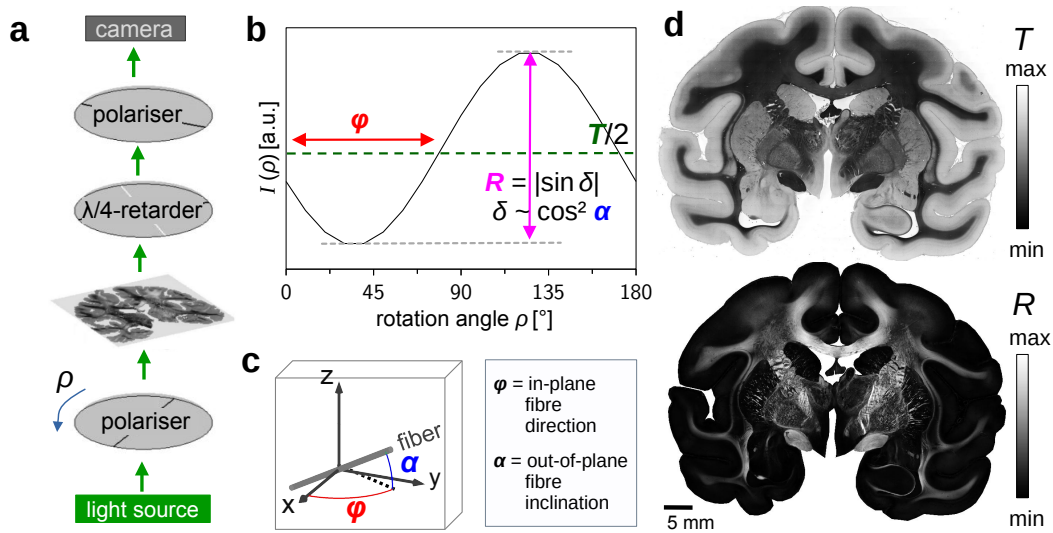 a
camera
polariser
λ/4-retarder
ρ
polariser
light source
b
I (ρ) [a.u.]
φ
T/2
R = |sin δ|
δ ~ cos² α
0 45 90 135 180
rotation angle ρ [°]
c
z
fiber
α
y
x
φ
φ = in-plane
fibre
direction
α = out-of-plane
fibre
inclination
d
T
max
min
R
max
min
5 mm